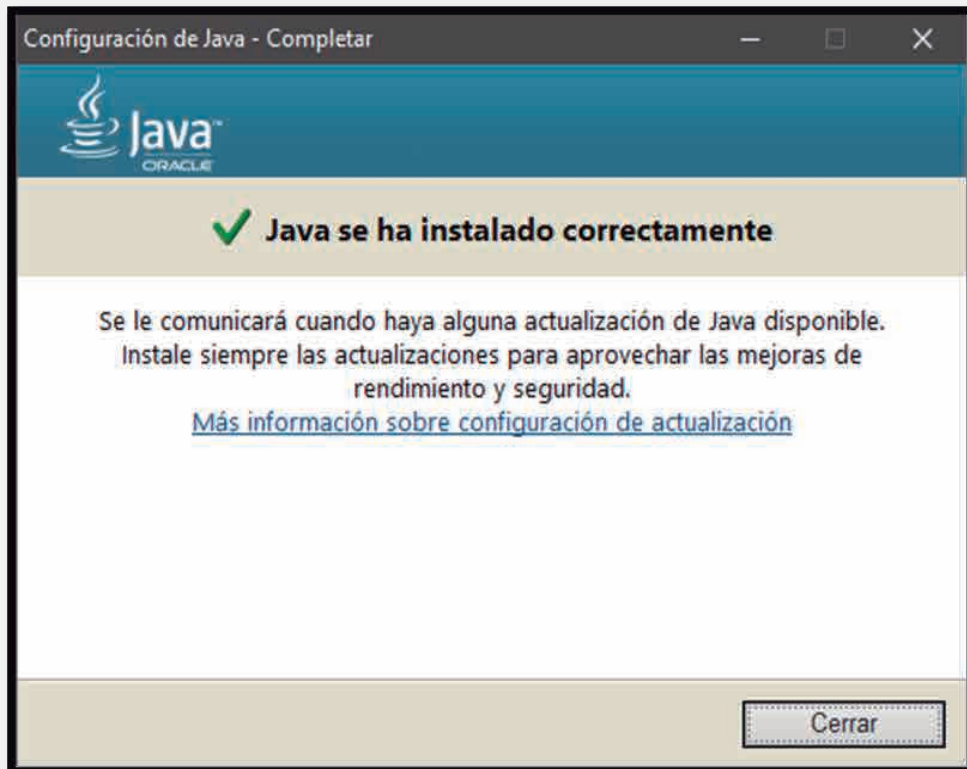 Configuración de Java - Completar
Java™
ORACLE
Java se ha instalado correctamente
Se le comunicará cuando haya alguna actualización de Java disponible.
Instale siempre las actualizaciones para aprovechar las mejoras de
rendimiento y seguridad.
Más información sobre configuración de actualización
Cerrar